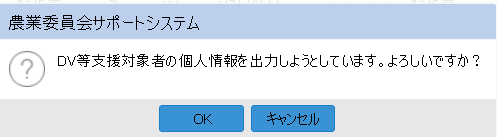 農業委員会サポートシステム
DV等支援対象者の個人情報を出力しようとしています。よろしいですか？
OK
キャンセル